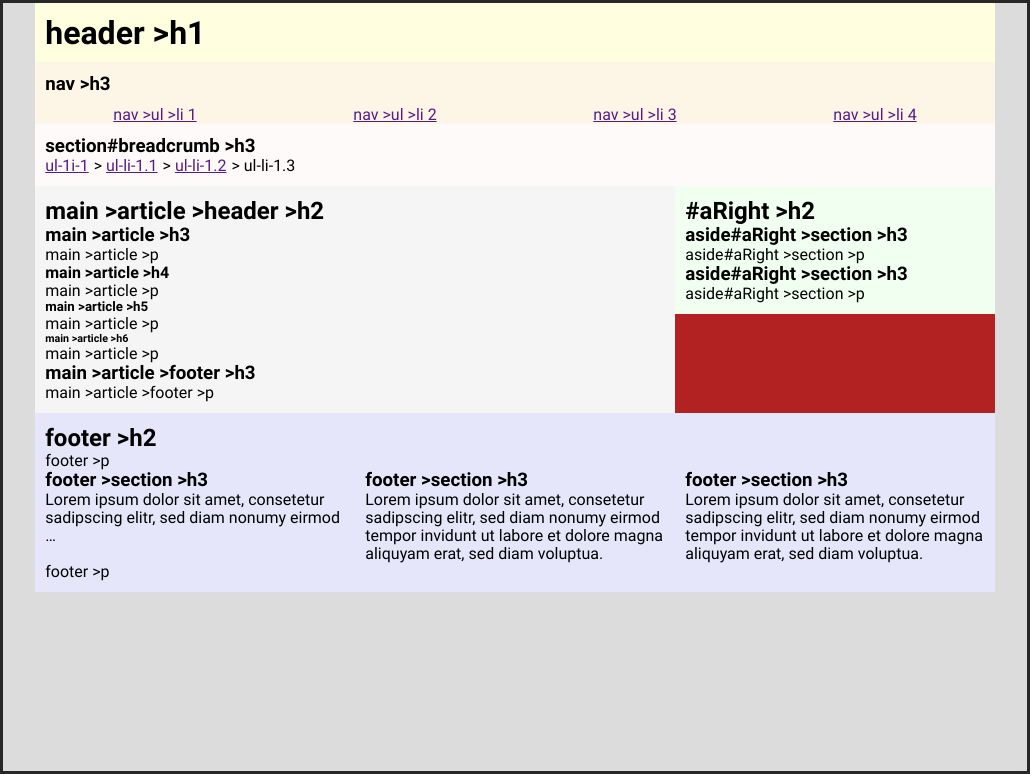 header >h1
nav >h3
nav >ul >li 1
nav >ul >li 2
nav >ul >li 3
nav >ul >li 4
section#breadcrumb >h3
ul-1i-1 > ul-li-1.1 > ul-li-1.2 > ul-li-1.3
main >article >header >h2
main >article >h3
main >article >p
main >article >h4
main >article >p
main >article >h5
main >article >p
main >article >h6
main >article >p
main >article >footer >h3
main >article >footer >p
#aRight >h2
aside#aRight >section >h3
aside#aRight >section >p
aside#aRight >section >h3
aside#aRight >section >p
footer >h2
footer >p
footer >section >h3
Lorem ipsum dolor sit amet, consetetur
sadipscing elitr, sed diam nonumy eirmod
…
footer >section >h3
Lorem ipsum dolor sit amet, consetetur
sadipscing elitr, sed diam nonumy eirmod
tempor invidunt ut labore et dolore magna
aliquyam erat, sed diam voluptua.
footer >section >h3
Lorem ipsum dolor sit amet, consetetur
sadipscing elitr, sed diam nonumy eirmod
tempor invidunt ut labore et dolore magna
aliquyam erat, sed diam voluptua.
footer >p